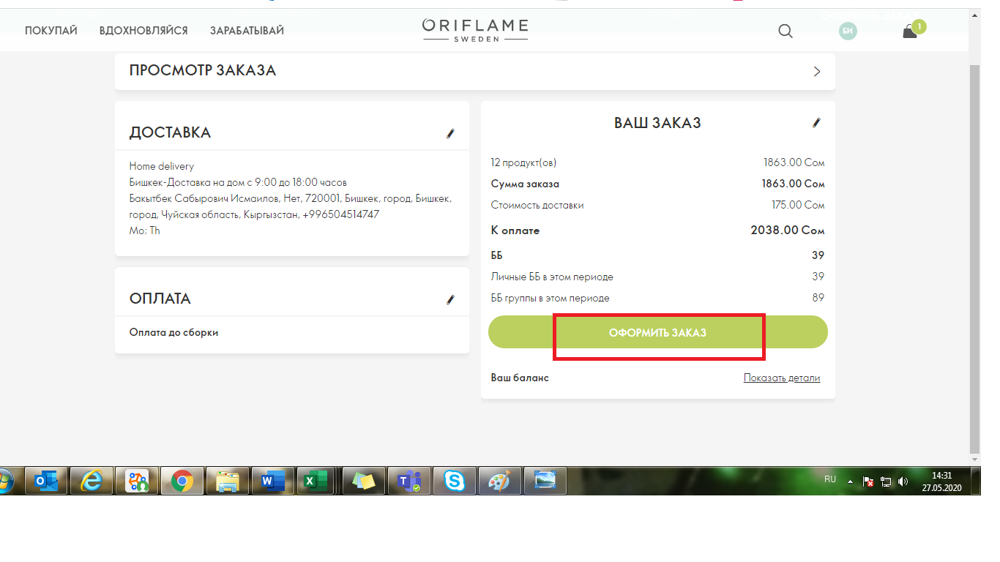 ОФОРМИТЬ ЗАКАЗ
ПОКУПАЙ ВДОХНОВЛЯЙСЯ ЗАРАБАТЫВАЙ
ORIFLAME
SWEDEN
БИ
1
ПРОСМОТР ЗАКАЗА
ДОСТАВКА
Home delivery
Бишкек-Доставка на дом с 9:00 до 18:00 часов
Бакытбек Сабырович Исмаилов, Нет, 720001, Бишкек, город, Бишкек,
город, Чуйская область, Кыргызстан, +996504514747
Mo; Th
ОПЛАТА
Оплата до сборки
ВАШ ЗАКАЗ
12 продукт(ов) 1863.00 Сом
Сумма заказа 1863.00 Сом
Стоимость доставки 175.00 Сом
К оплате 2038.00 Сом
ББ 39
Личные ББ в этом периоде 39
ББ группы в этом периоде 89
ОФОРМИТЬ ЗАКАЗ
Ваш баланс Показать детали
RU
14:31
27.05.2020